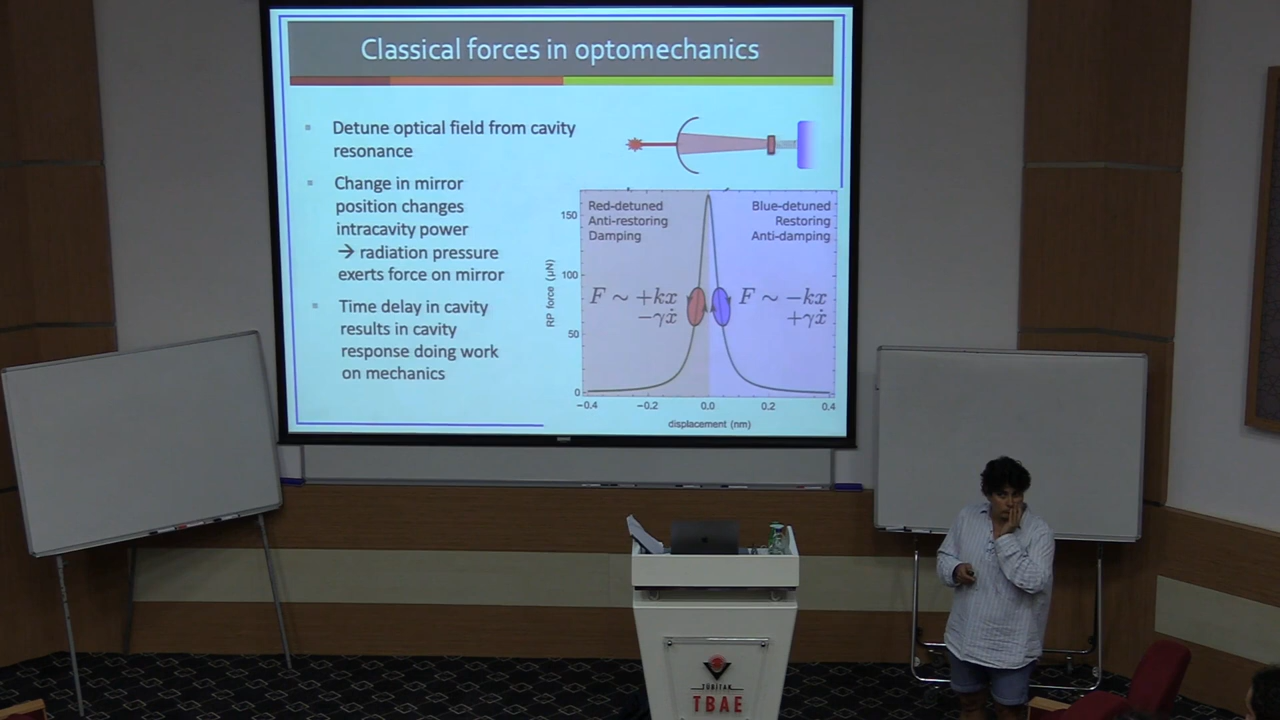 Classical forces in optomechanics
Detune optical field from cavity
resonance
Change in mirror
position changes
intracavity power
→ radiation pressure
exerts force on mirror
Time delay in cavity
results in cavity
response doing work
on mechanics
Red-detuned
Anti-restoring
Damping
Blue-detuned
Restoring
Anti-damping
F ∼ +kx
−γẋ
F ∼ −kx
+γẋ
RP force (μN)
150
100
50
0
−0.4
−0.2
0.0
0.2
0.4
displacement (nm)
TÜBİTAK
TBAE